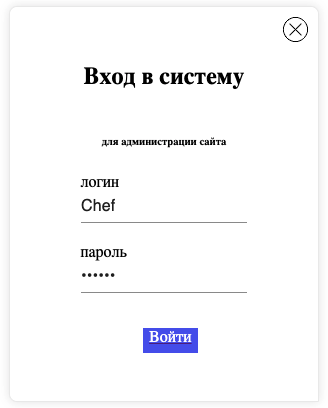 Вход в систему
для администрации сайта
логин
Chef
пароль
••••••
Войти